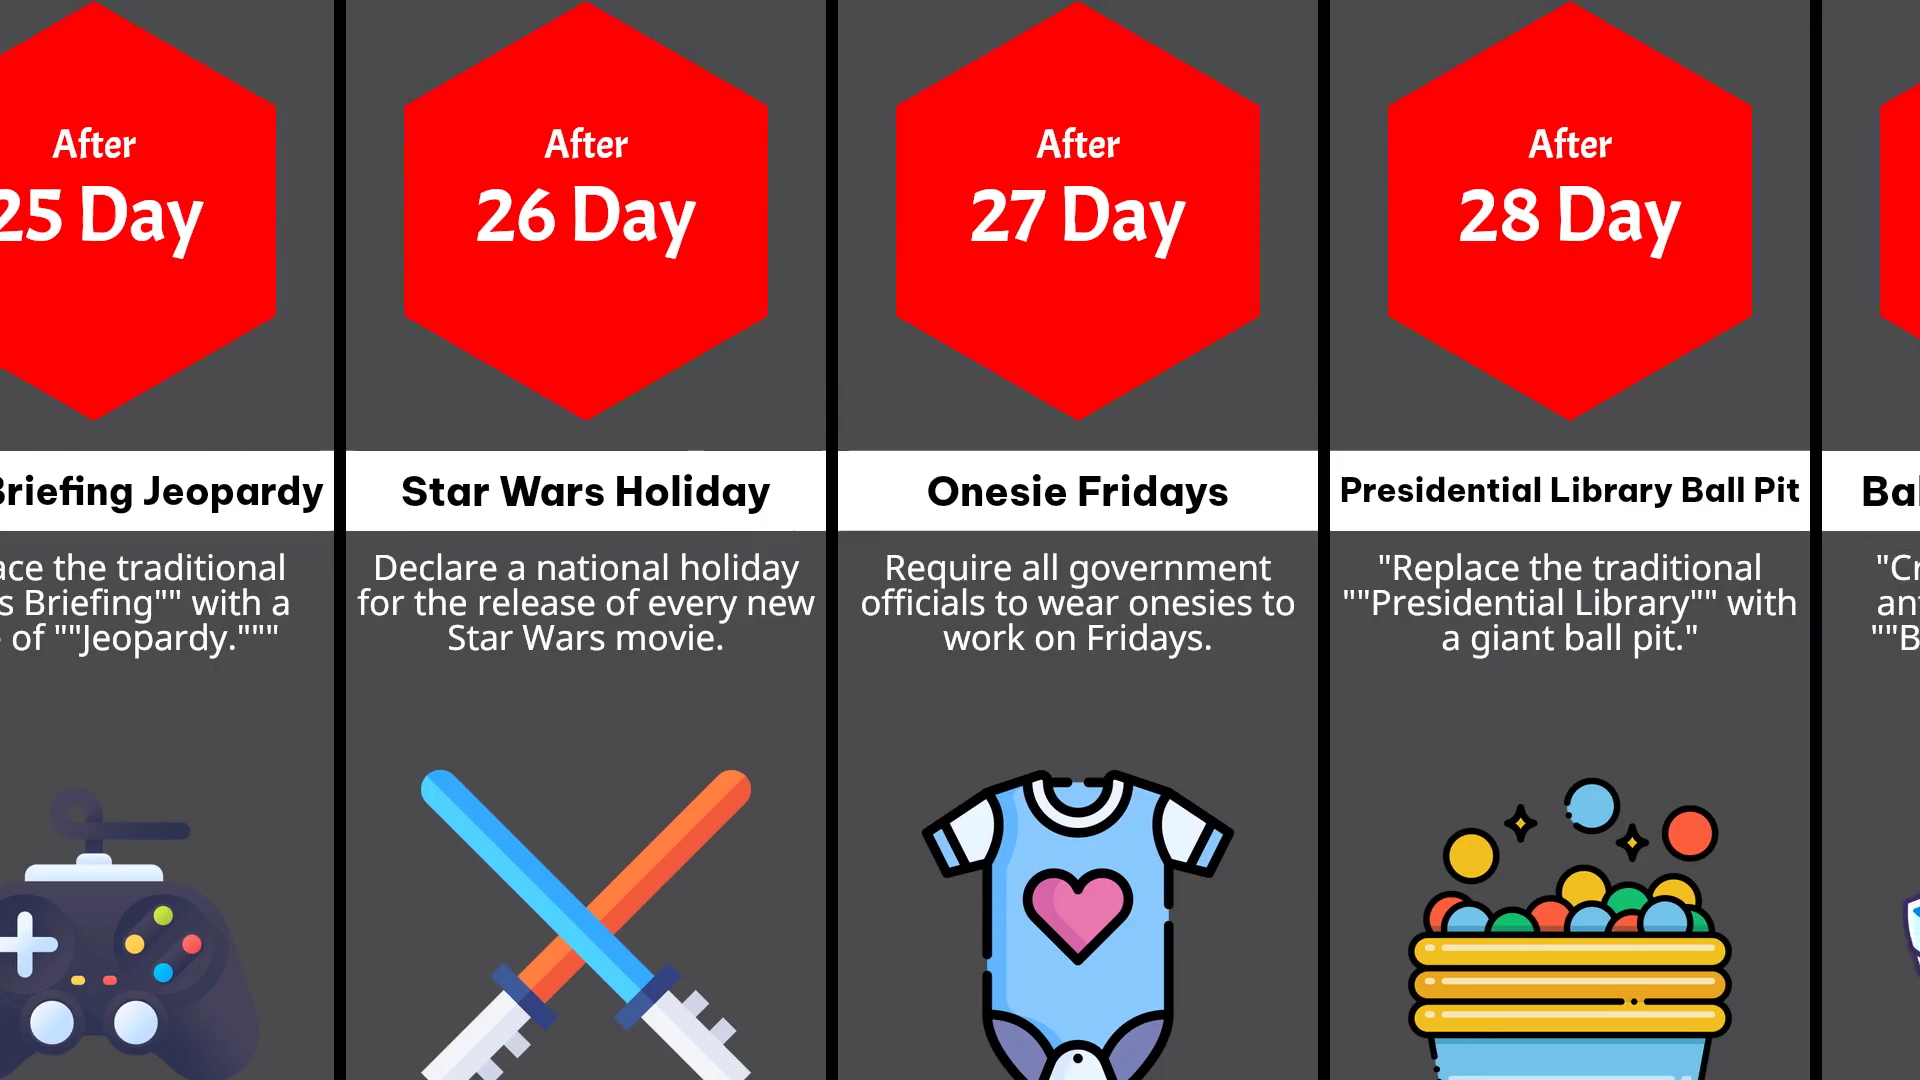 After
25 Day
Briefing Jeopardy
the traditional
Briefing"" with a
of ""Jeopardy."""
After
26 Day
Star Wars Holiday
Declare a national holiday
for the release of every new
Star Wars movie.
After
27 Day
Onesie Fridays
Require all government
officials to wear onesies to
work on Fridays.
After
28 Day
Presidential Library Ball Pit
"Replace the traditional
""Presidential Library"" with
a giant ball pit."